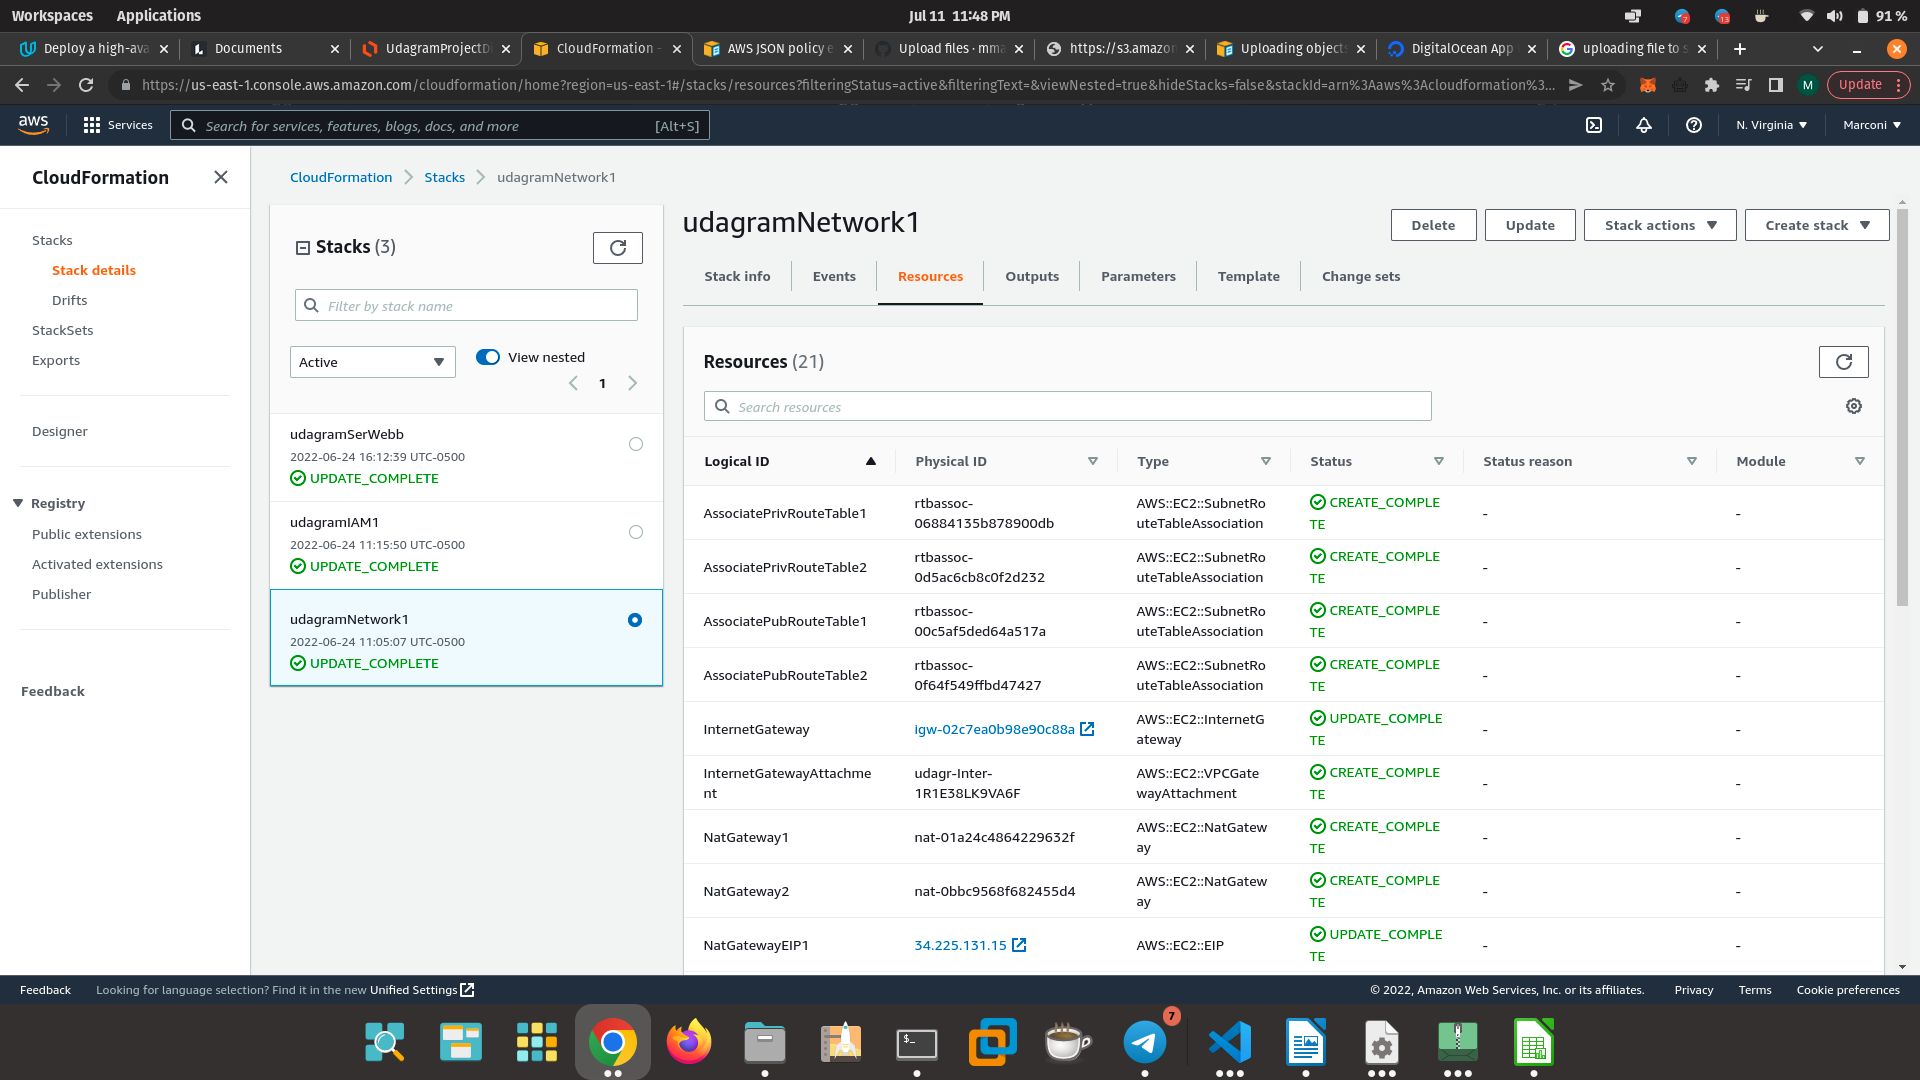 Workspaces Applications Jul 11 11:48 PM 91 %
Deploy a high-ava Documents UdagramProjectDi CloudFormation - AWS JSON policy e Upload files · mma https://s3.amazon Uploading objects DigitalOcean App uploading file to s
https://us-east-1.console.aws.amazon.com/cloudformation/home?region=us-east-1#/stacks/resources?filteringStatus=active&filteringText=&viewNested=true&hideStacks=false&stackId=arn%3Aaws%3Acloudformation%3... M Update
aws Services Search for services, features, blogs, docs, and more [Alt+S] N. Virginia Marconi
CloudFormation
Stacks
Stack details
Drifts
StackSets
Exports
Designer
Registry
Public extensions
Activated extensions
Publisher
Feedback
CloudFormation Stacks udagramNetwork1
Stacks (3)
Filter by stack name
Active View nested
1
udagramSerWebb
2022-06-24 16:12:39 UTC-0500
UPDATE_COMPLETE
udagramIAM1
2022-06-24 11:15:50 UTC-0500
UPDATE_COMPLETE
udagramNetwork1
2022-06-24 11:05:07 UTC-0500
UPDATE_COMPLETE
udagramNetwork1 Delete Update Stack actions Create stack
Stack info Events Resources Outputs Parameters Template Change sets
Resources (21)
Search resources
Logical ID Physical ID Type Status Status reason Module
AssociatePrivRouteTable1 rtbassoc-06884135b878900db AWS::EC2::SubnetRouteTableAssociation CREATE_COMPLETE - -
AssociatePrivRouteTable2 rtbassoc-0d5ac6cb8c0f2d232 AWS::EC2::SubnetRouteTableAssociation CREATE_COMPLETE - -
AssociatePubRouteTable1 rtbassoc-00c5af5ded64a517a AWS::EC2::SubnetRouteTableAssociation CREATE_COMPLETE - -
AssociatePubRouteTable2 rtbassoc-0f64f549ffbd47427 AWS::EC2::SubnetRouteTableAssociation CREATE_COMPLETE - -
InternetGateway igw-02c7ea0b98e90c88a AWS::EC2::InternetGateway UPDATE_COMPLETE - -
InternetGatewayAttachment udagr-Inter-1R1E38LK9VA6F AWS::EC2::VPCGatewayAttachment CREATE_COMPLETE - -
NatGateway1 nat-01a24c4864229632f AWS::EC2::NatGateway CREATE_COMPLETE - -
NatGateway2 nat-0bbc9568f682455d4 AWS::EC2::NatGateway CREATE_COMPLETE - -
NatGatewayEIP1 34.225.131.15 AWS::EC2::EIP UPDATE_COMPLETE - -
Feedback Looking for language selection? Find it in the new Unified Settings © 2022, Amazon Web Services, Inc. or its affiliates. Privacy Terms Cookie preferences
7